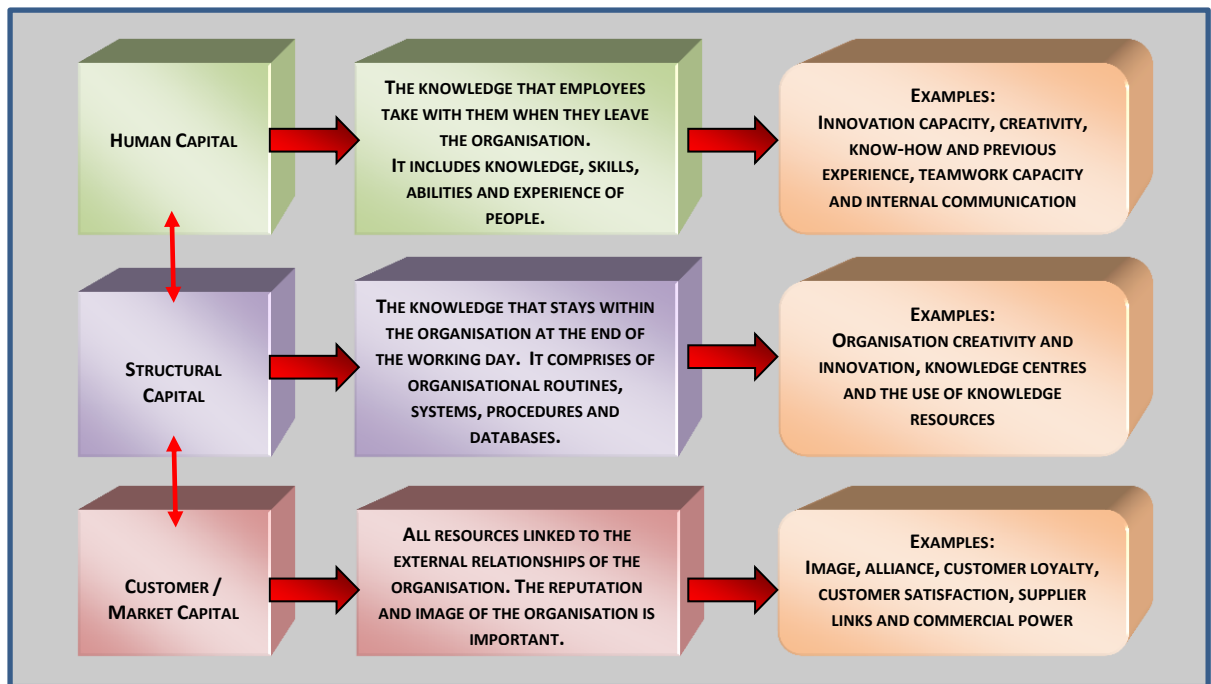 HUMAN CAPITAL
THE KNOWLEDGE THAT EMPLOYEES
TAKE WITH THEM WHEN THEY LEAVE
THE ORGANISATION.
IT INCLUDES KNOWLEDGE, SKILLS,
ABILITIES AND EXPERIENCE OF
PEOPLE.
EXAMPLES:
INNOVATION CAPACITY, CREATIVITY,
KNOW-HOW AND PREVIOUS
EXPERIENCE, TEAMWORK CAPACITY
AND INTERNAL COMMUNICATION
STRUCTURAL
CAPITAL
THE KNOWLEDGE THAT STAYS WITHIN
THE ORGANISATION AT THE END OF
THE WORKING DAY. IT COMPRISES OF
ORGANISATIONAL ROUTINES,
SYSTEMS, PROCEDURES AND
DATABASES.
EXAMPLES:
ORGANISATION CREATIVITY AND
INNOVATION, KNOWLEDGE CENTRES
AND THE USE OF KNOWLEDGE
RESOURCES
CUSTOMER /
MARKET CAPITAL
ALL RESOURCES LINKED TO THE
EXTERNAL RELATIONSHIPS OF THE
ORGANISATION. THE REPUTATION
AND IMAGE OF THE ORGANISATION IS
IMPORTANT.
EXAMPLES:
IMAGE, ALLIANCE, CUSTOMER LOYALTY,
CUSTOMER SATISFACTION, SUPPLIER
LINKS AND COMMERCIAL POWER